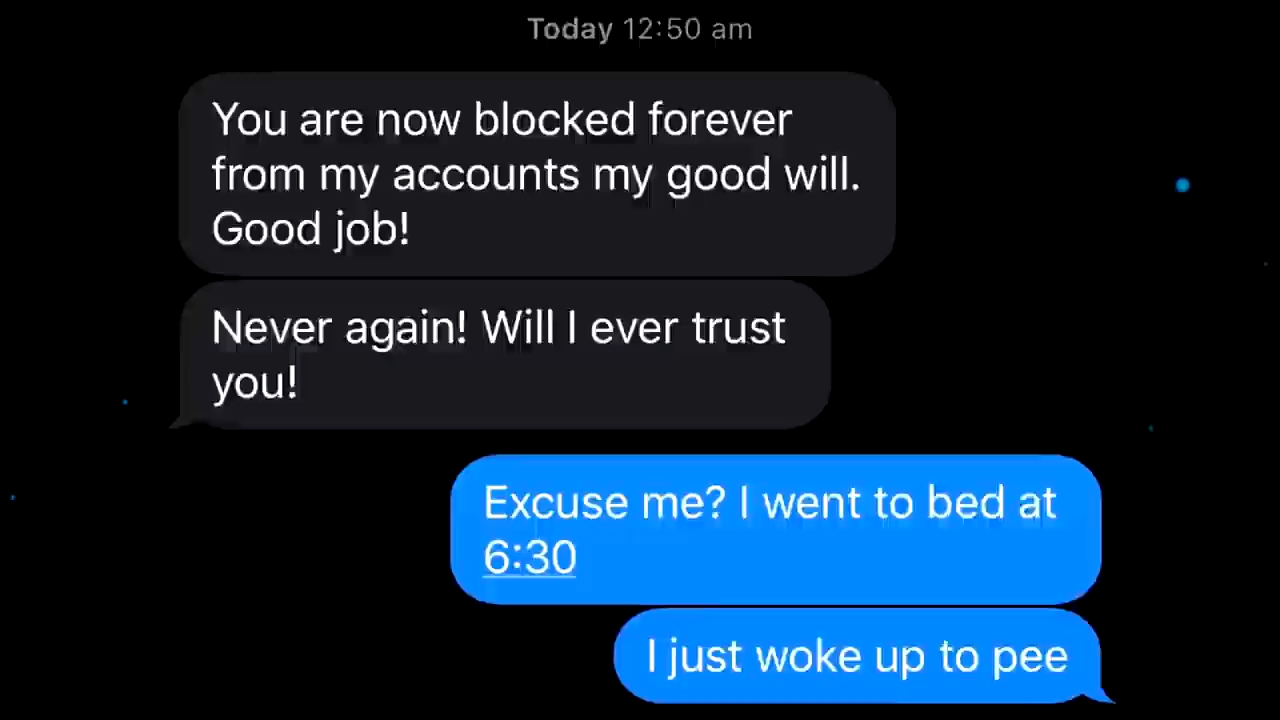 Today 12:50 am
You are now blocked forever
from my accounts my good will.
Good job!
Never again! Will I ever trust
you!
Excuse me? I went to bed at
6:30
I just woke up to pee